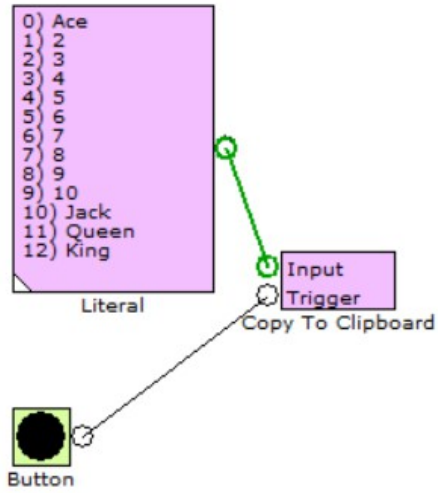 0) Ace
1) 2
2) 3
3) 4
4) 5
5) 6
6) 7
7) 8
8) 9
9) 10
10) Jack
11) Queen
12) King
Literal
Input
Trigger
Copy To Clipboard
Button